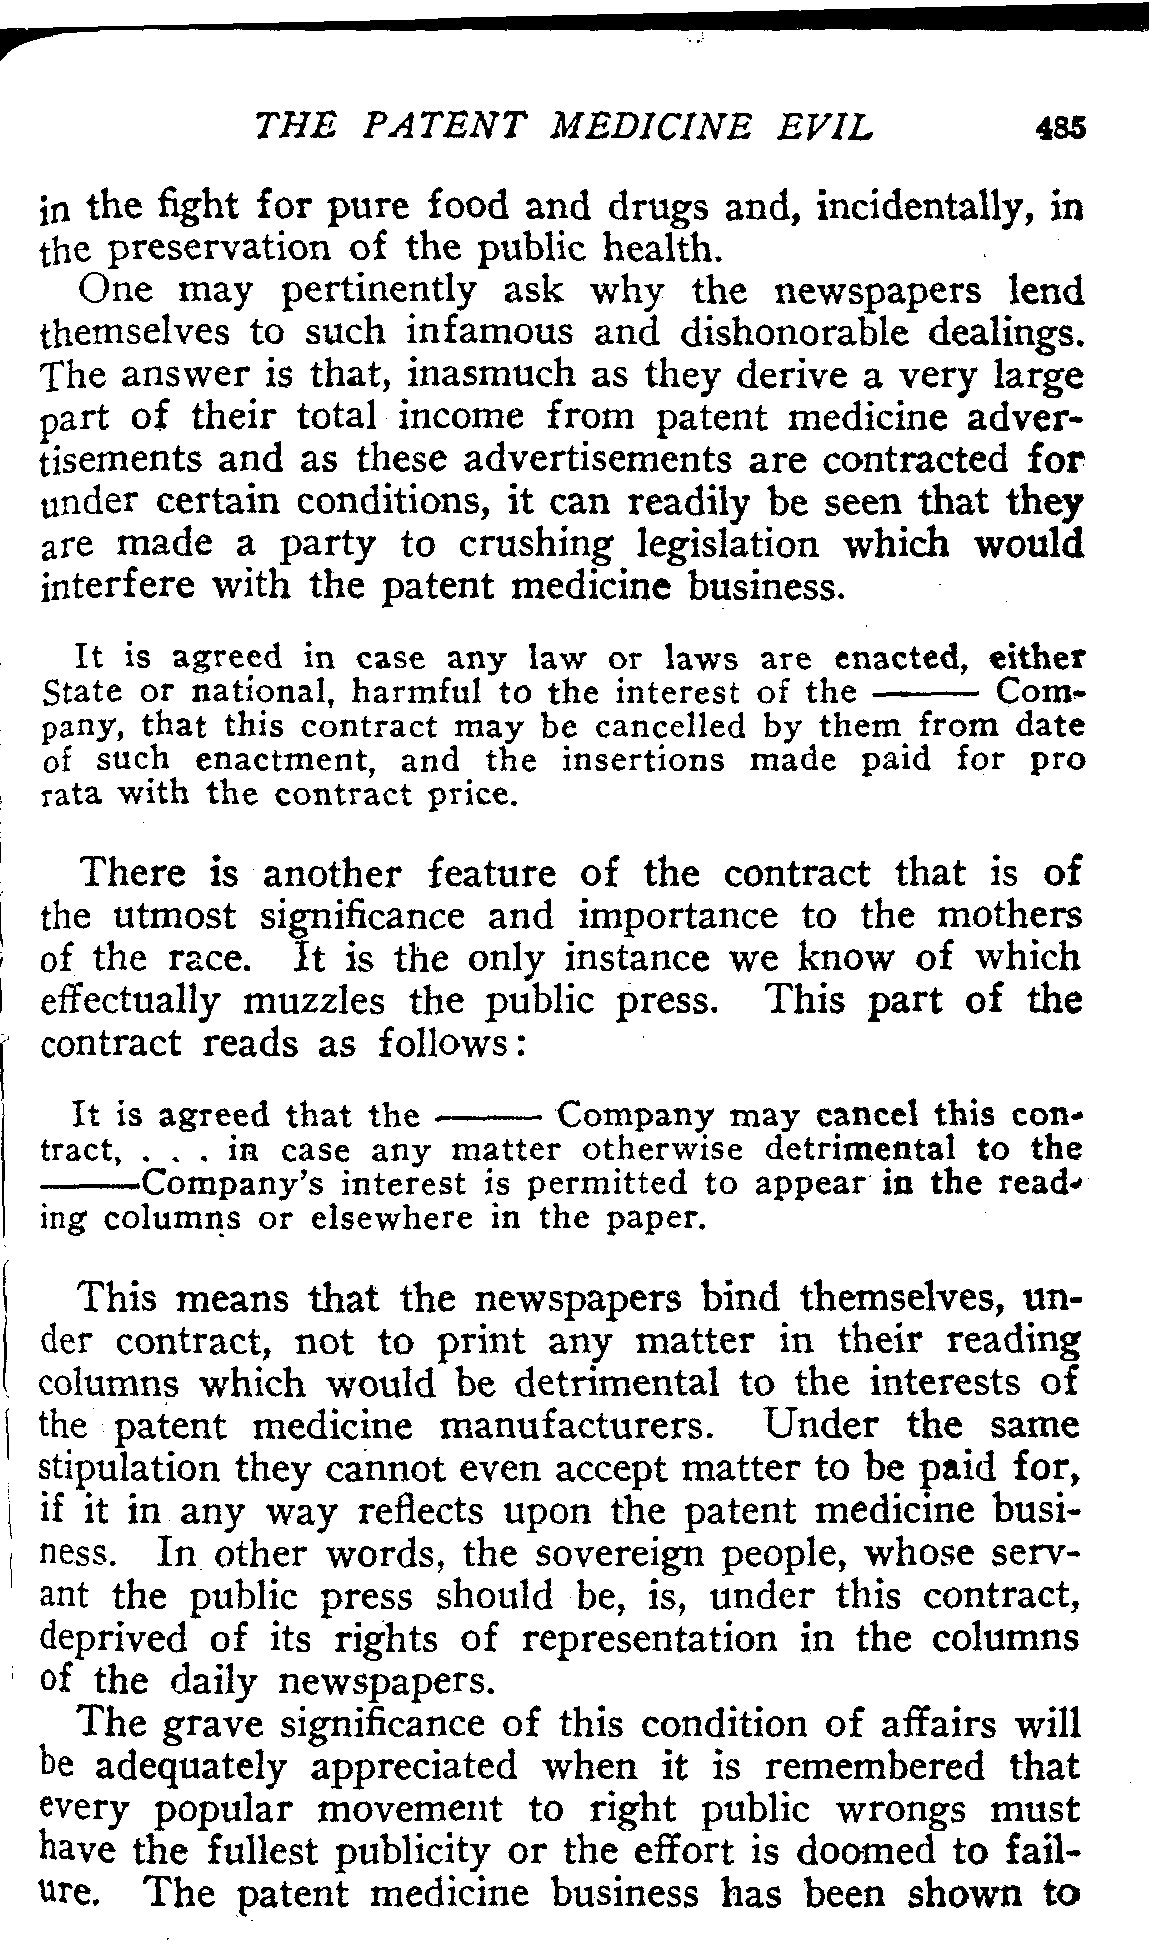 THE PATENT MEDICINE EVIL 485
in the fight for pure food and drugs and, incidentally, in
the preservation of the public health.
One may pertinently ask why the newspapers lend
themselves to such infamous and dishonorable dealings.
The answer is that, inasmuch as they derive a very large
part of their total income from patent medicine adver-
tisements and as these advertisements are contracted for
under certain conditions, it can readily be seen that they
are made a party to crushing legislation which would
interfere with the patent medicine business.
It is agreed in case any law or laws are enacted, either
State or national, harmful to the interest of the ——— Com-
pany, that this contract may be cancelled by them from date
of such enactment, and the insertions made paid for pro
rata with the contract price.
There is another feature of the contract that is of
the utmost significance and importance to the mothers
of the race. It is the only instance we know of which
effectually muzzles the public press. This part of the
contract reads as follows:
It is agreed that the ——— Company may cancel this con-
tract, . . . in case any matter otherwise detrimental to the
———Company's interest is permitted to appear in the read-
ing columns or elsewhere in the paper.
This means that the newspapers bind themselves, un-
der contract, not to print any matter in their reading
columns which would be detrimental to the interests of
the patent medicine manufacturers. Under the same
stipulation they cannot even accept matter to be paid for,
if it in any way reflects upon the patent medicine busi-
ness. In other words, the sovereign people, whose serv-
ant the public press should be, is, under this contract,
deprived of its rights of representation in the columns
of the daily newspapers.
The grave significance of this condition of affairs will
be adequately appreciated when it is remembered that
every popular movement to right public wrongs must
have the fullest publicity or the effort is doomed to fail-
ure. The patent medicine business has been shown to